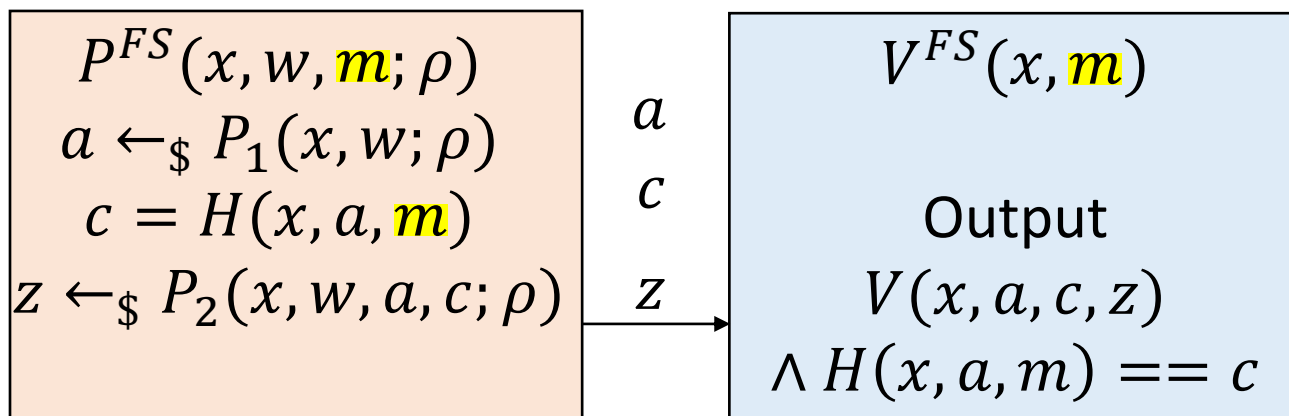 P^{FS}(x, w, m; ρ)
a ←_$ P_1(x, w; ρ)
c = H(x, a, m)
z ←_$ P_2(x, w, a, c; ρ)
a
c
z
V^{FS}(x, m)
Output
V(x, a, c, z)
∧ H(x, a, m) == c